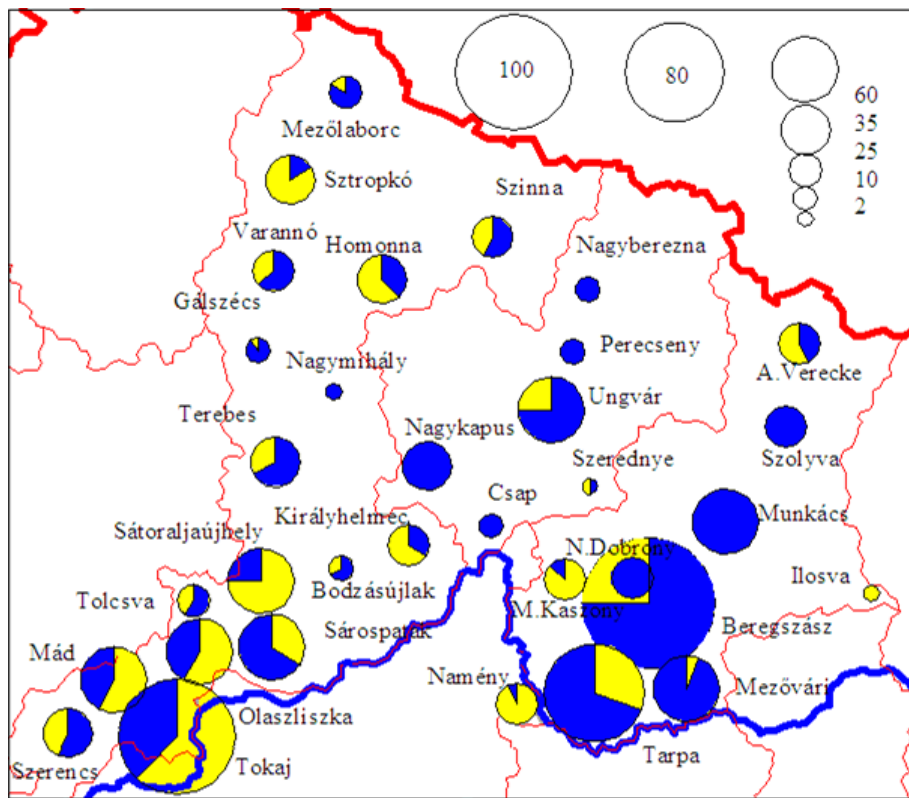 100
80
60
35
25
10
2
Mezőlaborc
Sztropkó
Szinna
Varannó
Homonna
Nagyberezna
Gálszécs
Nagymihály
Perecseny
A.Verecke
Ungvár
Terebes
Nagykapus
Szerednye
Szolyva
Csap
Munkács
Királyhelmec
Sátoraljaújhely
N.Dobrony
Bodzásújlak
Ilosva
Tolcsva
M.Kaszony
Beregszász
Sárospatak
Mád
Namény
Mezővári
Olaszliszka
Tarpa
Szerencs
Tokaj